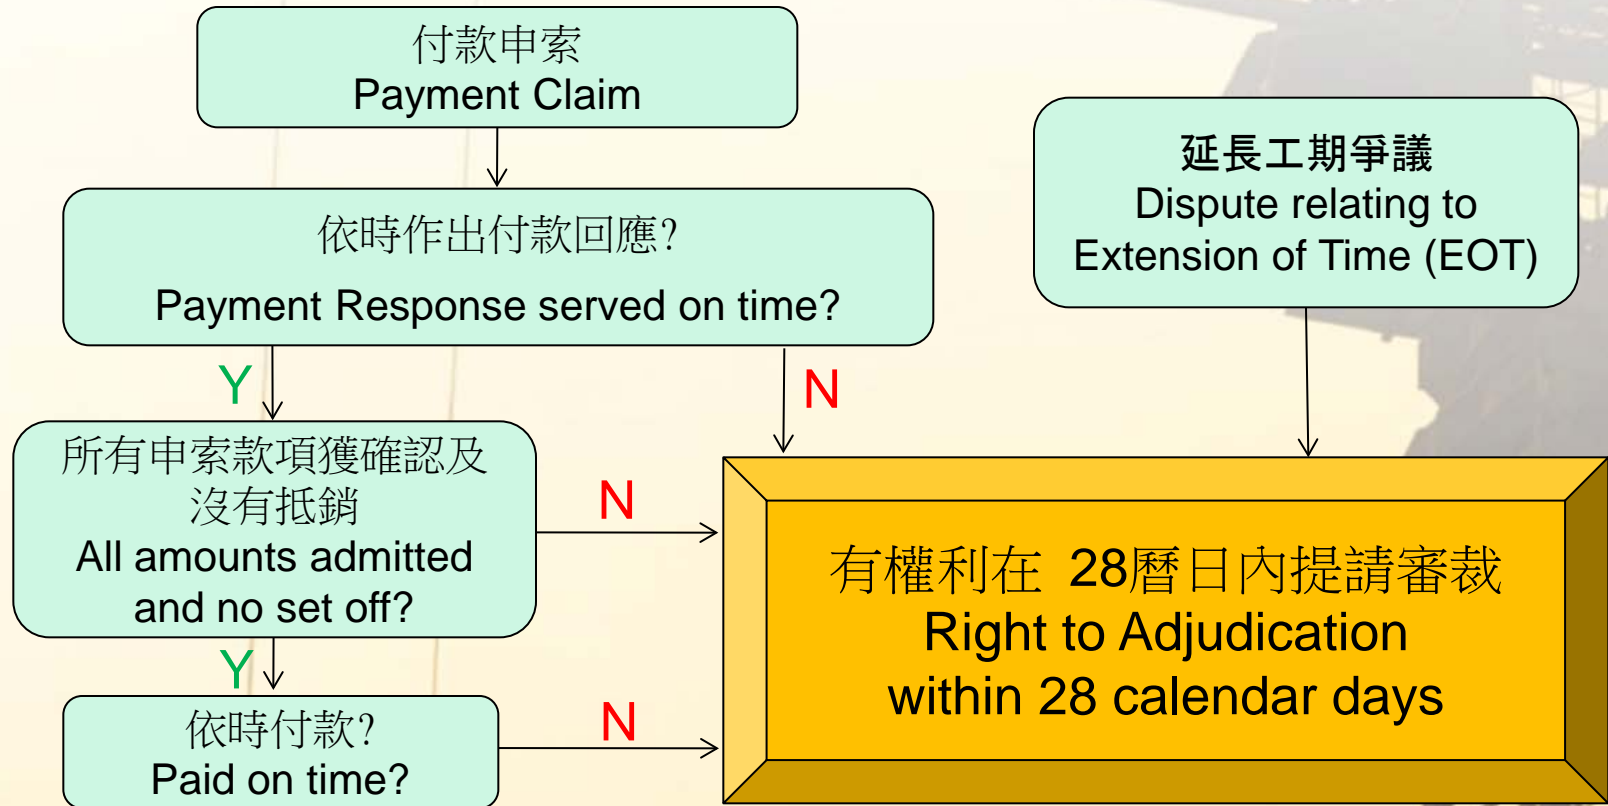 付款申索
Payment Claim
延長工期爭議
Dispute relating to
Extension of Time (EOT)
依時作出付款回應?
Payment Response served on time?
Y
N
所有申索款項獲確認及
沒有抵銷
All amounts admitted
and no set off?
N
有權利在 28曆日內提請審裁
Right to Adjudication
within 28 calendar days
Y
依時付款?
Paid on time?
N